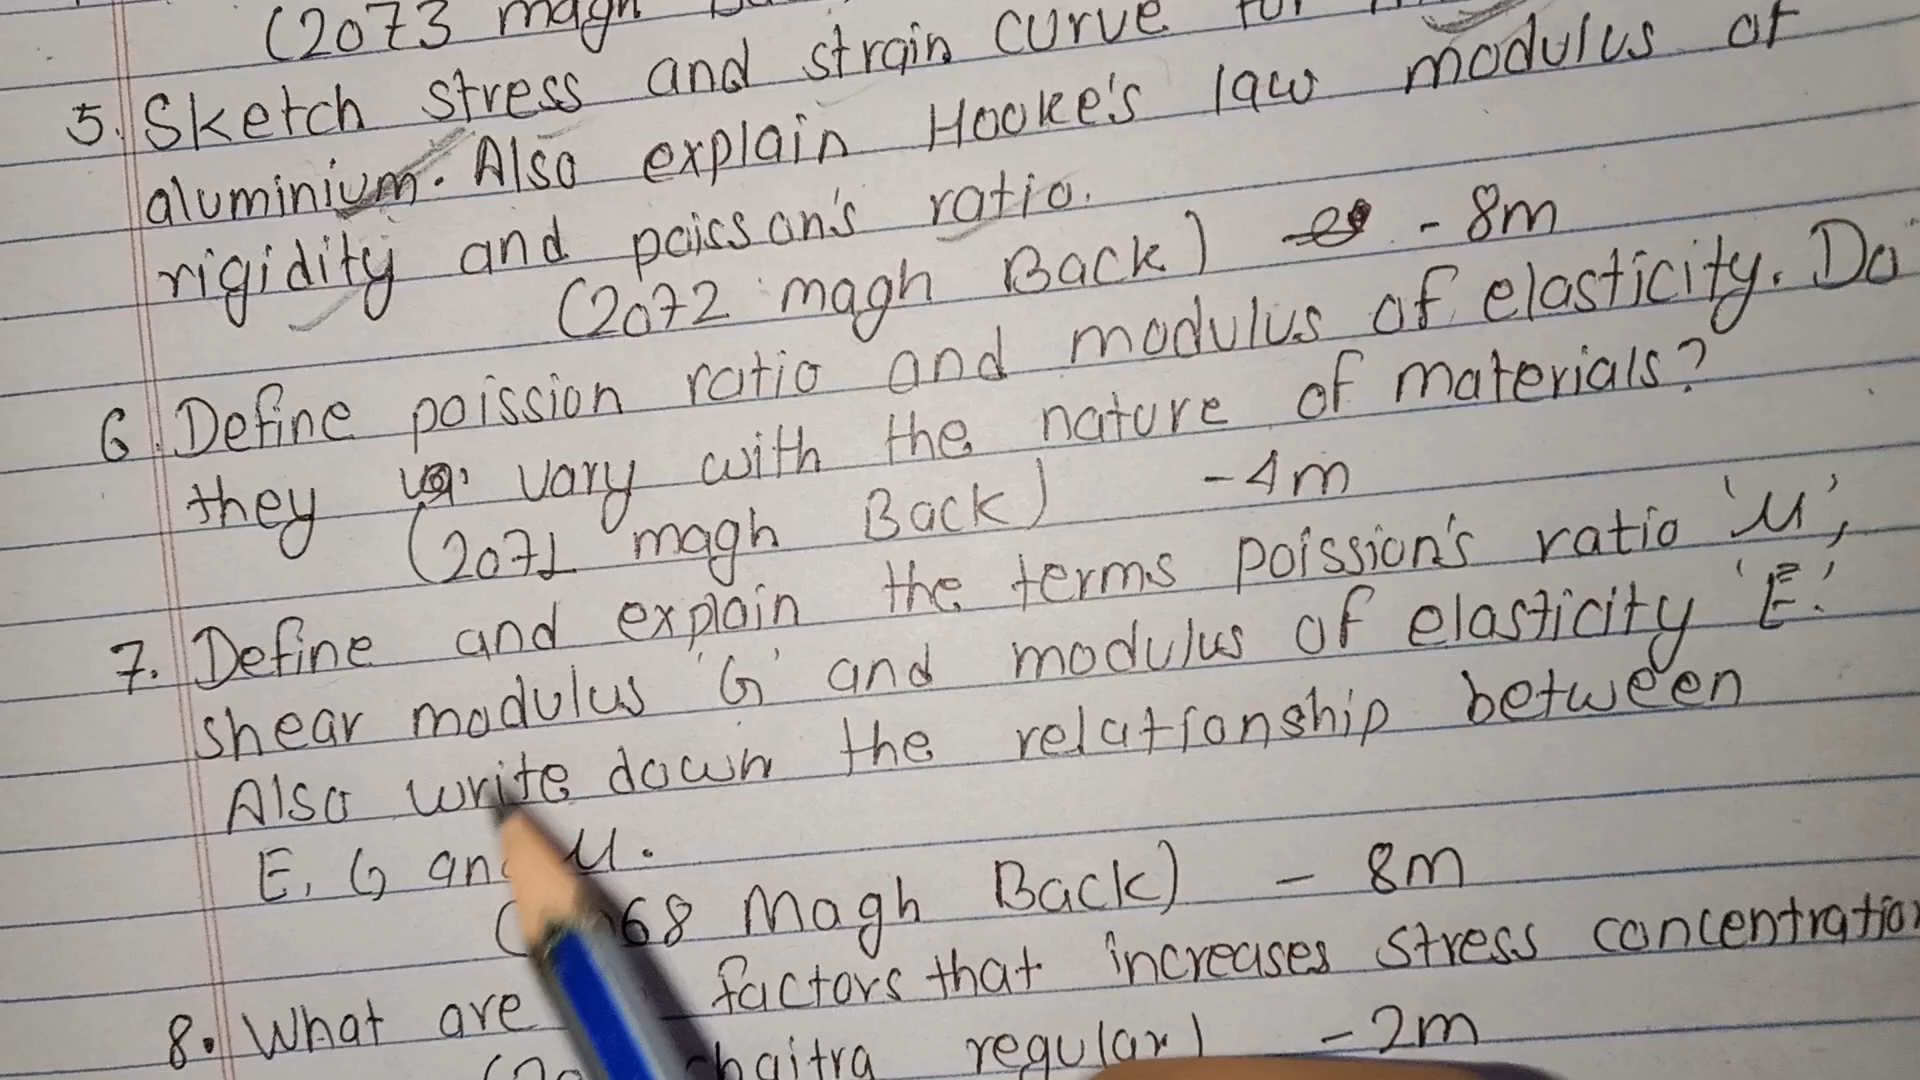 (2073 magh
5. Sketch stress and strain curve for
aluminium. Also explain Hooke's law modulus of
rigidity and poisson's ratio.
(2072 magh Back) - 8m
6. Define poission ratio and modulus of elasticity. Do
they vary with the nature of materials?
(2071 magh Back) - 4m
7. Define and explain the terms poission's ratio 'μ',
shear modulus 'G' and modulus of elasticity 'E.'
Also write down the relationship between
E, G and μ.
68 Magh Back) - 8m
8. What are factors that increases stress concentration
chaitra regular) - 2m